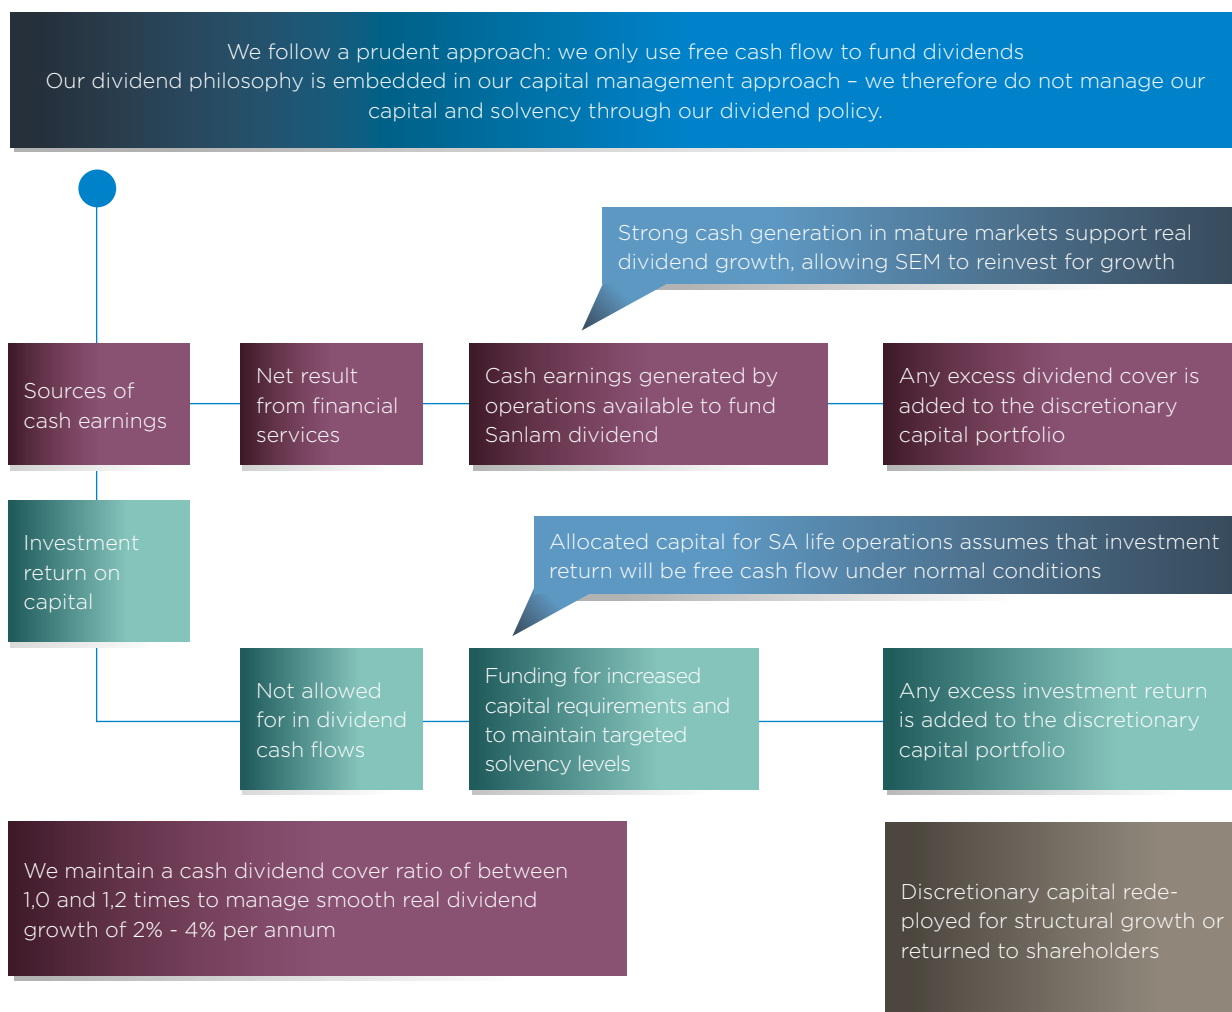 We follow a prudent approach: we only use free cash flow to fund dividends
Our dividend philosophy is embedded in our capital management approach – we therefore do not manage our
capital and solvency through our dividend policy.
Strong cash generation in mature markets support real
dividend growth, allowing SEM to reinvest for growth
Sources of
cash earnings
Net result
from financial
services
Cash earnings generated by
operations available to fund
Sanlam dividend
Any excess dividend cover is
added to the discretionary
capital portfolio
Investment
return on
capital
Allocated capital for SA life operations assumes that investment
return will be free cash flow under normal conditions
Not allowed
for in dividend
cash flows
Funding for increased
capital requirements and
to maintain targeted
solvency levels
Any excess investment return
is added to the discretionary
capital portfolio
We maintain a cash dividend cover ratio of between
1,0 and 1,2 times to manage smooth real dividend
growth of 2% - 4% per annum
Discretionary capital rede-
ployed for structural growth or
returned to shareholders